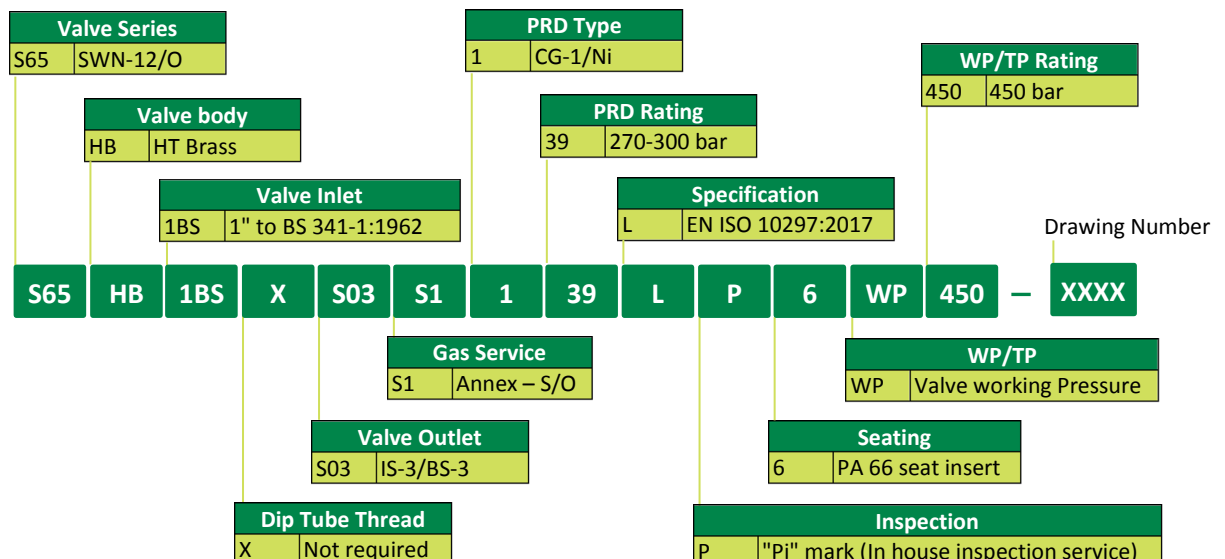 Valve Series
S65 SWN-12/O
PRD Type
1 CG-1/Ni
WP/TP Rating
450 450 bar
Valve body
HB HT Brass
PRD Rating
39 270-300 bar
Valve Inlet
1BS 1" to BS 341-1:1962
Specification
L EN ISO 10297:2017
Drawing Number
S65 HB 1BS X S03 S1 1 39 L P 6 WP 450 – XXXX
Gas Service
S1 Annex – S/O
WP/TP
WP Valve working Pressure
Valve Outlet
S03 IS-3/BS-3
Seating
6 PA 66 seat insert
Dip Tube Thread
X Not required
Inspection
P "Pi" mark (In house inspection service)